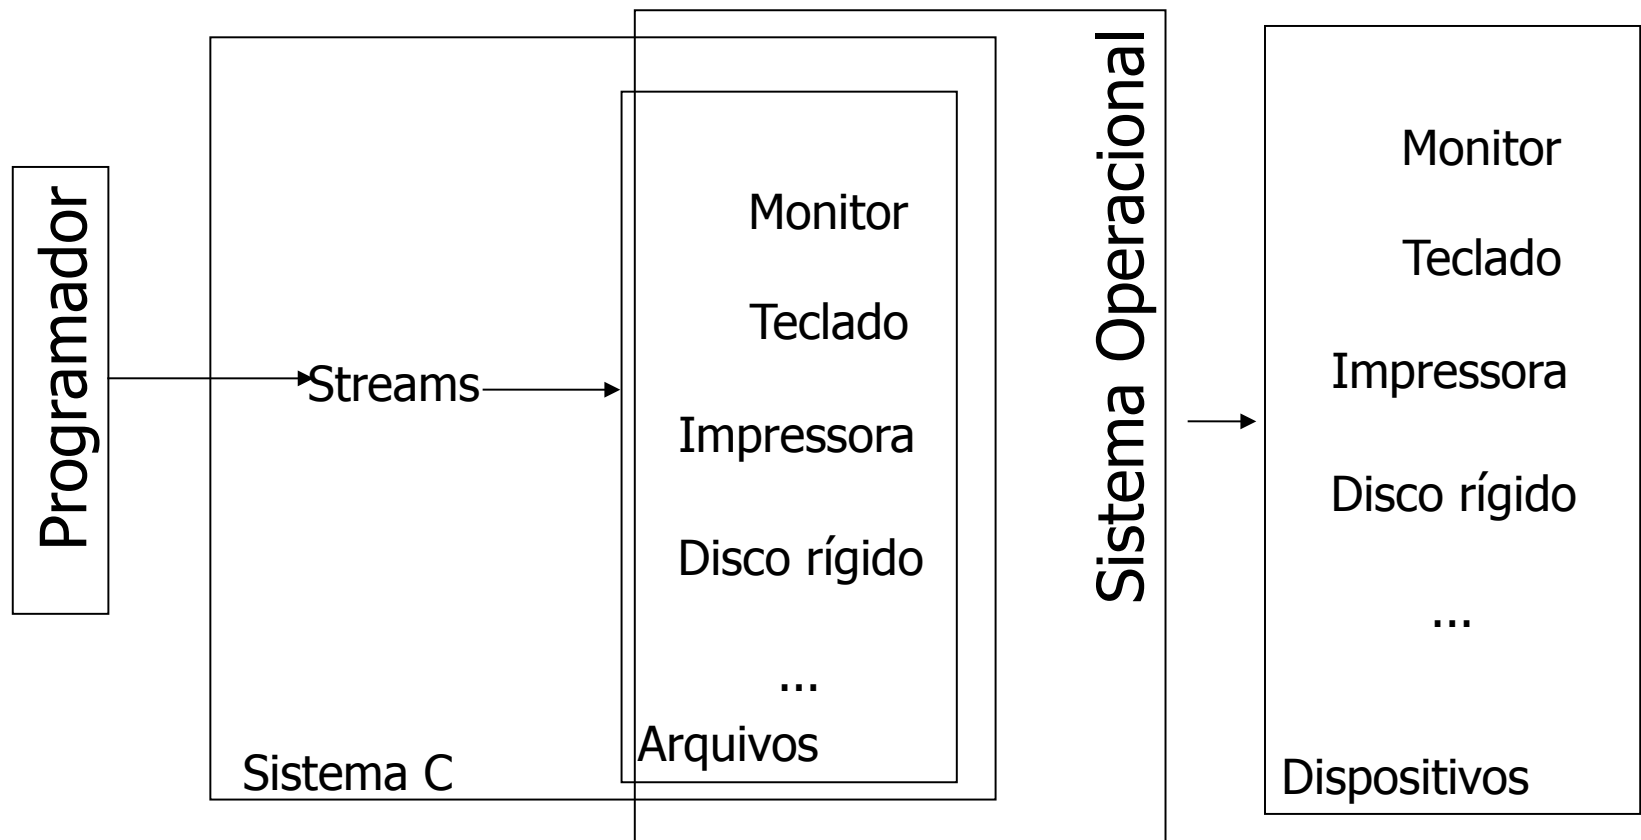 Programador
Streams
Sistema C
Monitor
Teclado
Impressora
Disco rígido
...
Arquivos
Sistema Operacional
Monitor
Teclado
Impressora
Disco rígido
...
Dispositivos